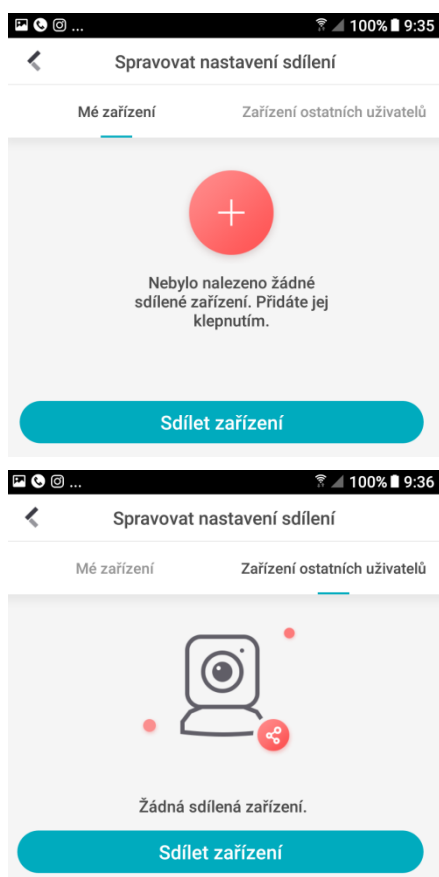 ... 100% 9:35
Spravovat nastavení sdílení
Mé zařízení Zařízení ostatních uživatelů
Nebylo nalezeno žádné
sdílené zařízení. Přidáte jej
klepnutím.
Sdílet zařízení
... 100% 9:36
Spravovat nastavení sdílení
Mé zařízení Zařízení ostatních uživatelů
Žádná sdílená zařízení.
Sdílet zařízení